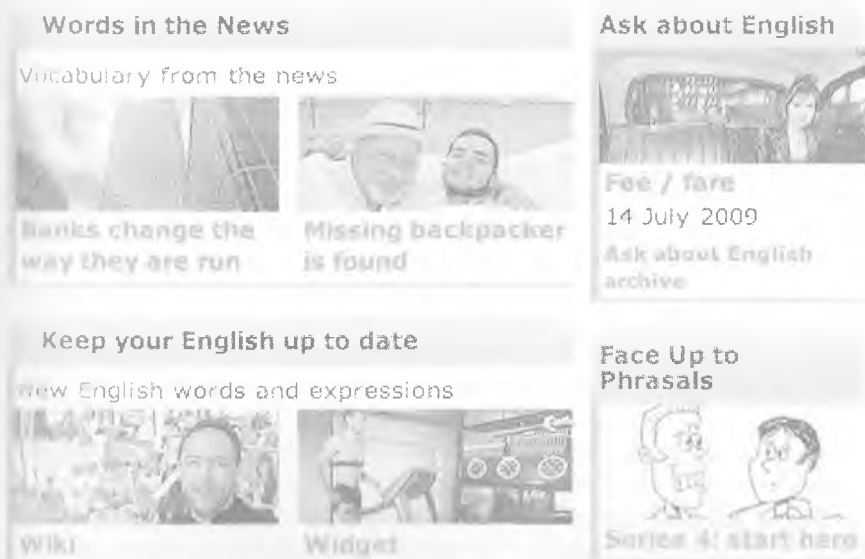 Words in the News
Vocabulary from the news
Banks change the
way they are run
Missing backpacker
is found
Keep your English up to date
New English words and expressions
Wiki
Widget
Ask about English
Fee / fare
14 July 2009
Ask about English
archive
Face Up to
Phrasals
Series 4: start here